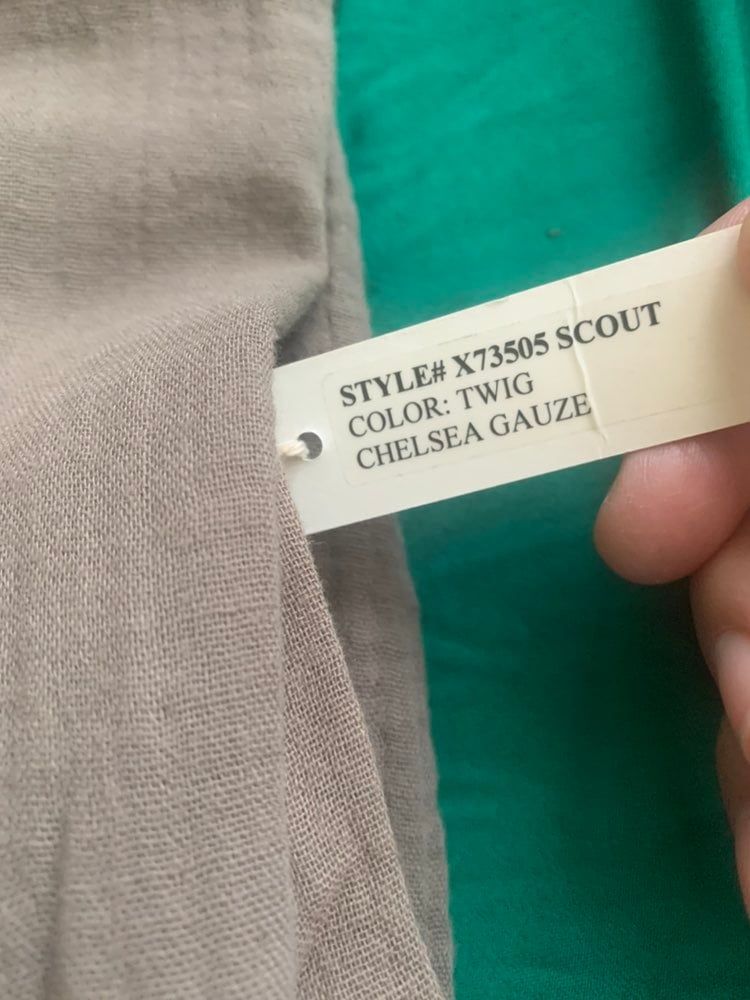 STYLE# X73505 SCOUT
COLOR: TWIG
CHELSEA GAUZE